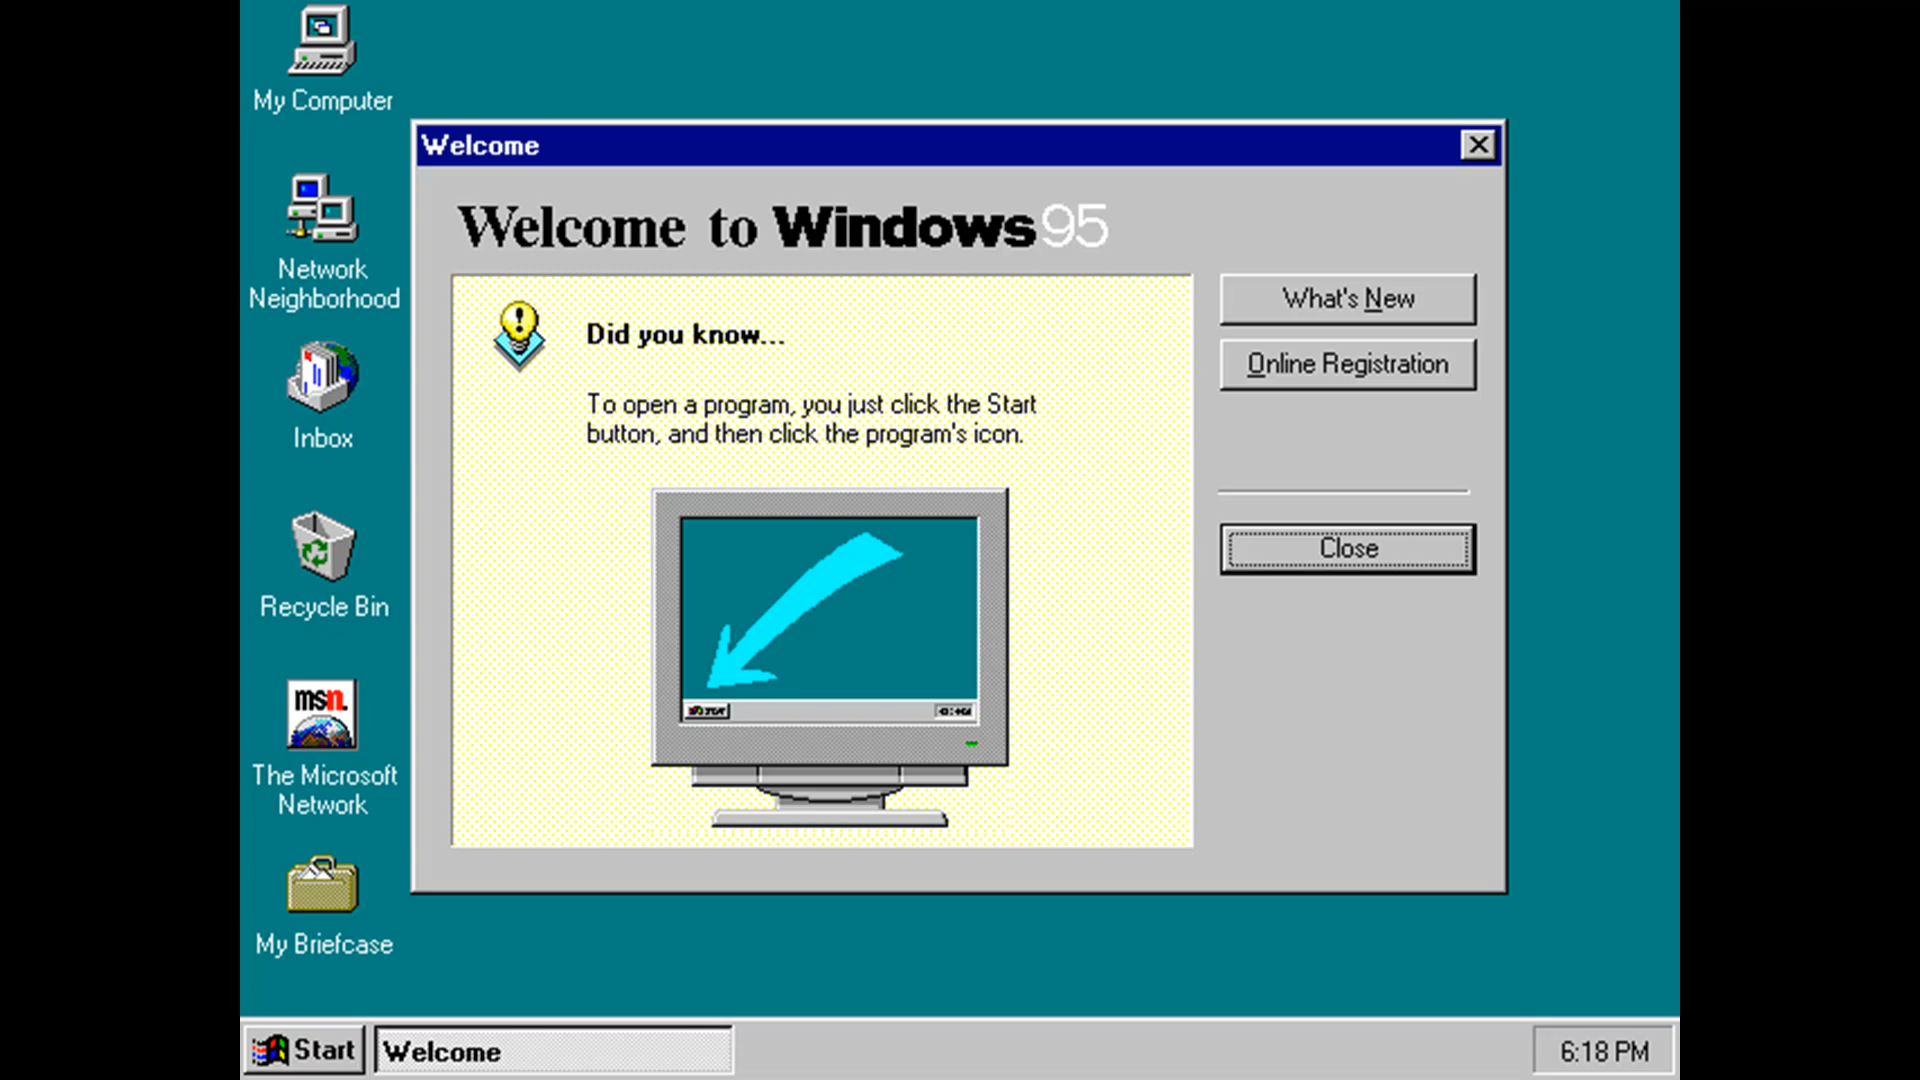 My Computer
Network
Neighborhood
Inbox
Recycle Bin
msn.
The Microsoft
Network
My Briefcase
Welcome
Welcome to Windows95
Did you know...
To open a program, you just click the Start
button, and then click the program's icon.
What's New
Online Registration
Close
Start
Welcome
6:18 PM